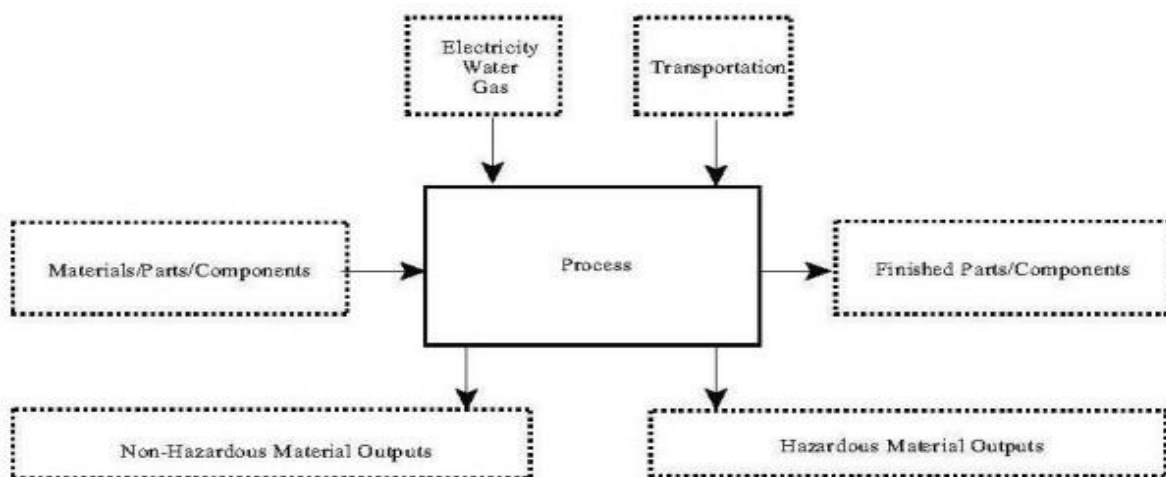 Electricity
Water
Gas
Transportation
Materials/Parts/Components
Process
Finished Parts/Components
Non-Hazardous Material Outputs
Hazardous Material Outputs